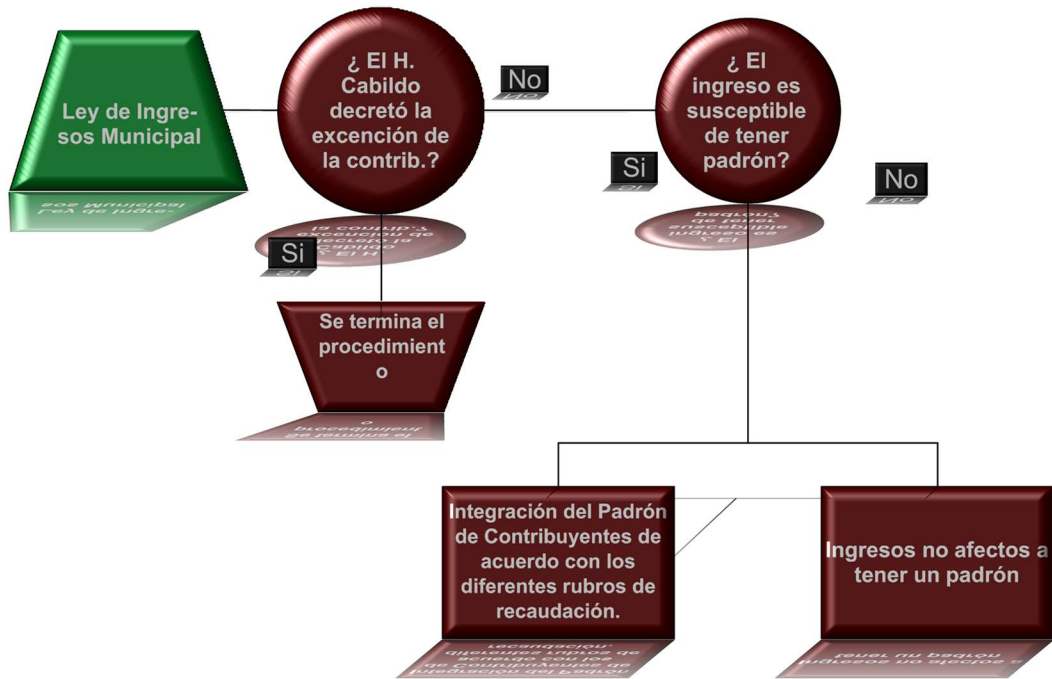 Ley de Ingre-
sos Municipal
¿ El H.
Cabildo
decretó la
excención de
la contrib.?
No
¿ El
ingreso es
susceptible
de tener
padrón?
Si
No
Si
Se termina el
procedimient
o
Integración del Padrón
de Contribuyentes de
acuerdo con los
diferentes rubros de
recaudación.
Ingresos no afectos a
tener un padrón